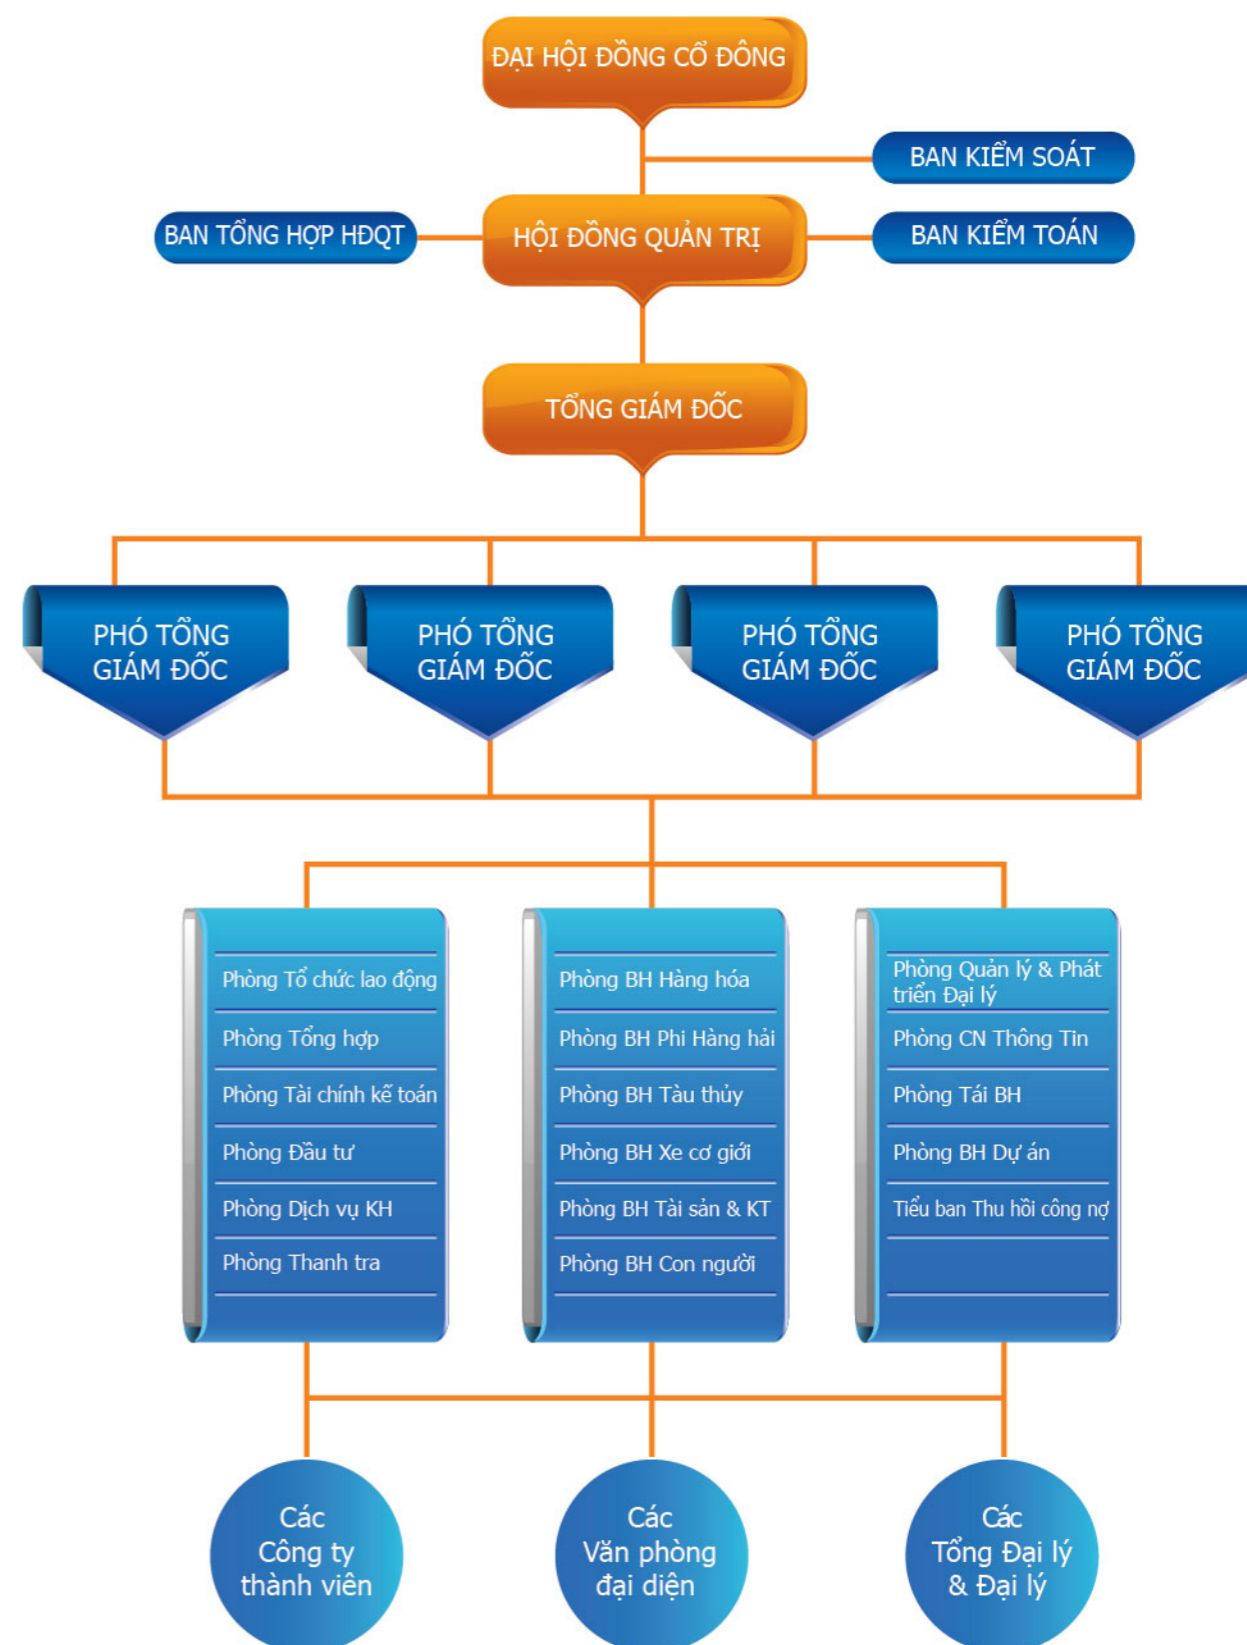 ĐẠI HỘI ĐỒNG CỔ ĐÔNG
BAN KIỂM SOÁT
BAN TỔNG HỢP HĐQT
HỘI ĐỒNG QUẢN TRỊ
BAN KIỂM TOÁN
TỔNG GIÁM ĐỐC
PHÓ TỔNG
GIÁM ĐỐC
PHÓ TỔNG
GIÁM ĐỐC
PHÓ TỔNG
GIÁM ĐỐC
PHÓ TỔNG
GIÁM ĐỐC
Phòng Tổ chức lao động
Phòng Tổng hợp
Phòng Tài chính kế toán
Phòng Đầu tư
Phòng Dịch vụ KH
Phòng Thanh tra
Phòng BH Hàng hóa
Phòng BH Phi Hàng hải
Phòng BH Tàu thủy
Phòng BH Xe cơ giới
Phòng BH Tài sản & KT
Phòng BH Con người
Phòng Quản lý & Phát
triển Đại lý
Phòng CN Thông Tin
Phòng Tái BH
Phòng BH Dự án
Tiểu ban Thu hồi công nợ
Các
Công ty
thành viên
Các
Văn phòng
đại diện
Các
Tổng Đại lý
& Đại lý